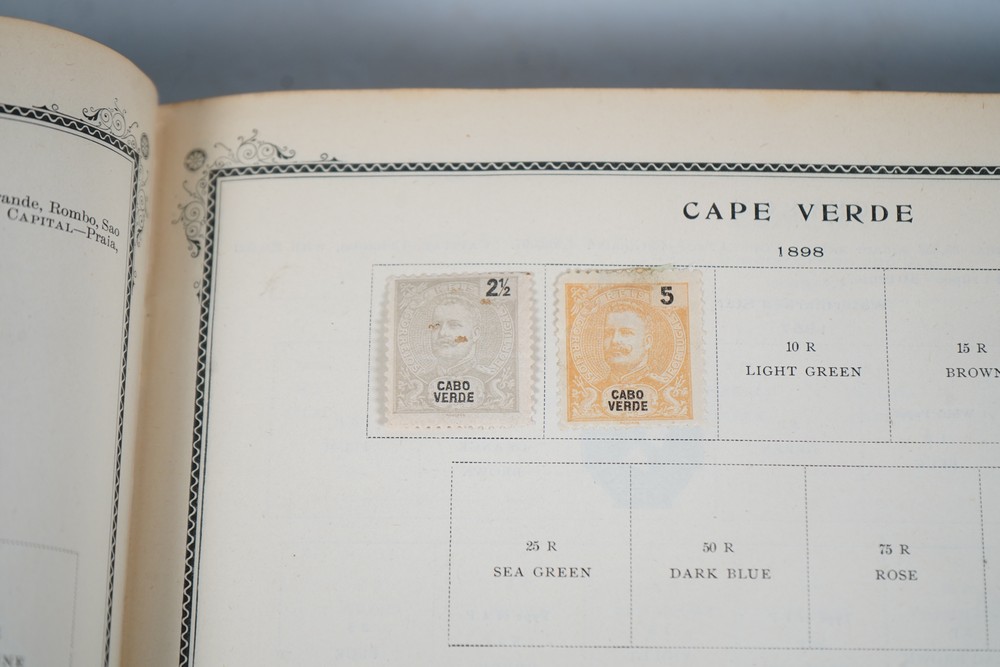 rande, Rombo, Sao
CAPITAL—Praia,
CAPE VERDE
1898
2½
CABO
VERDE
5
CABO
VERDE
10 R
LIGHT GREEN
15 R
BROWN
25 R
SEA GREEN
50 R
DARK BLUE
75 R
ROSE
NE